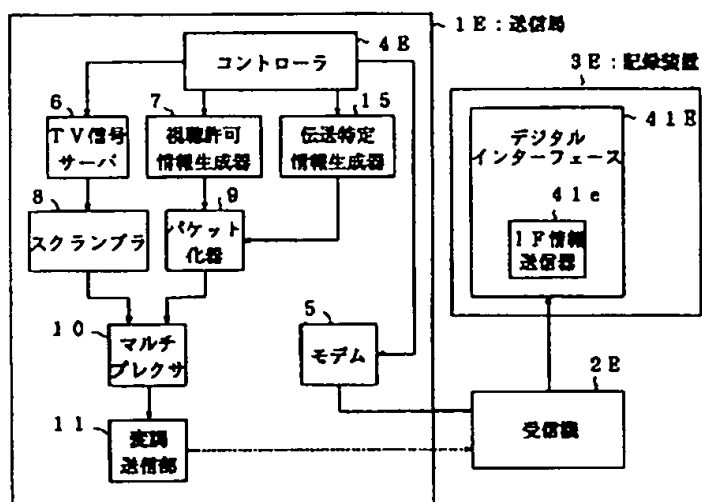 1E:送信局
4E
コントローラ
3E:記録装置
6
7
15
41E
TV信号
サーバ
視聴許可
情報生成器
伝送特定
情報生成器
デジタル
インターフェース
8
9
41e
スクランブラ
パケット
化器
IF情報
送信器
10
5
マルチ
プレクサ
モデム
2E
11
変調
送信部
受信機